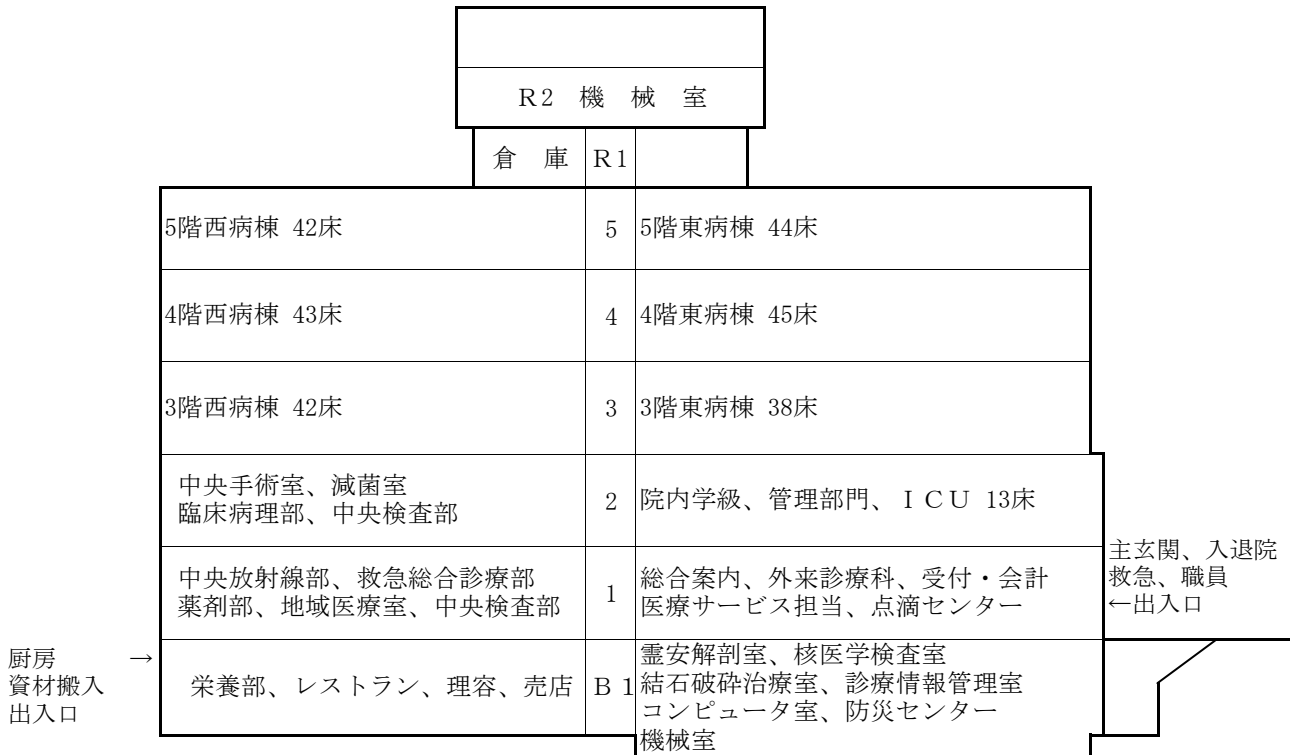 R2 機 械 室
倉 庫 R1
5階西病棟 42床 5 5階東病棟 44床
4階西病棟 43床 4 4階東病棟 45床
3階西病棟 42床 3 3階東病棟 38床
中央手術室、減菌室
臨床病理部、中央検査部
2
院内学級、管理部門、ICU 13床
中央放射線部、救急総合診療部
薬剤部、地域医療室、中央検査部
1
総合案内、外来診療科、受付・会計
医療サービス担当、点滴センター
主玄関、入退院
救急、職員
←出入口
厨房 →
資材搬入
出入口
栄養部、レストラン、理容、売店
B1
霊安解剖室、核医学検査室
結石破砕治療室、診療情報管理室
コンピュータ室、防災センター
機械室